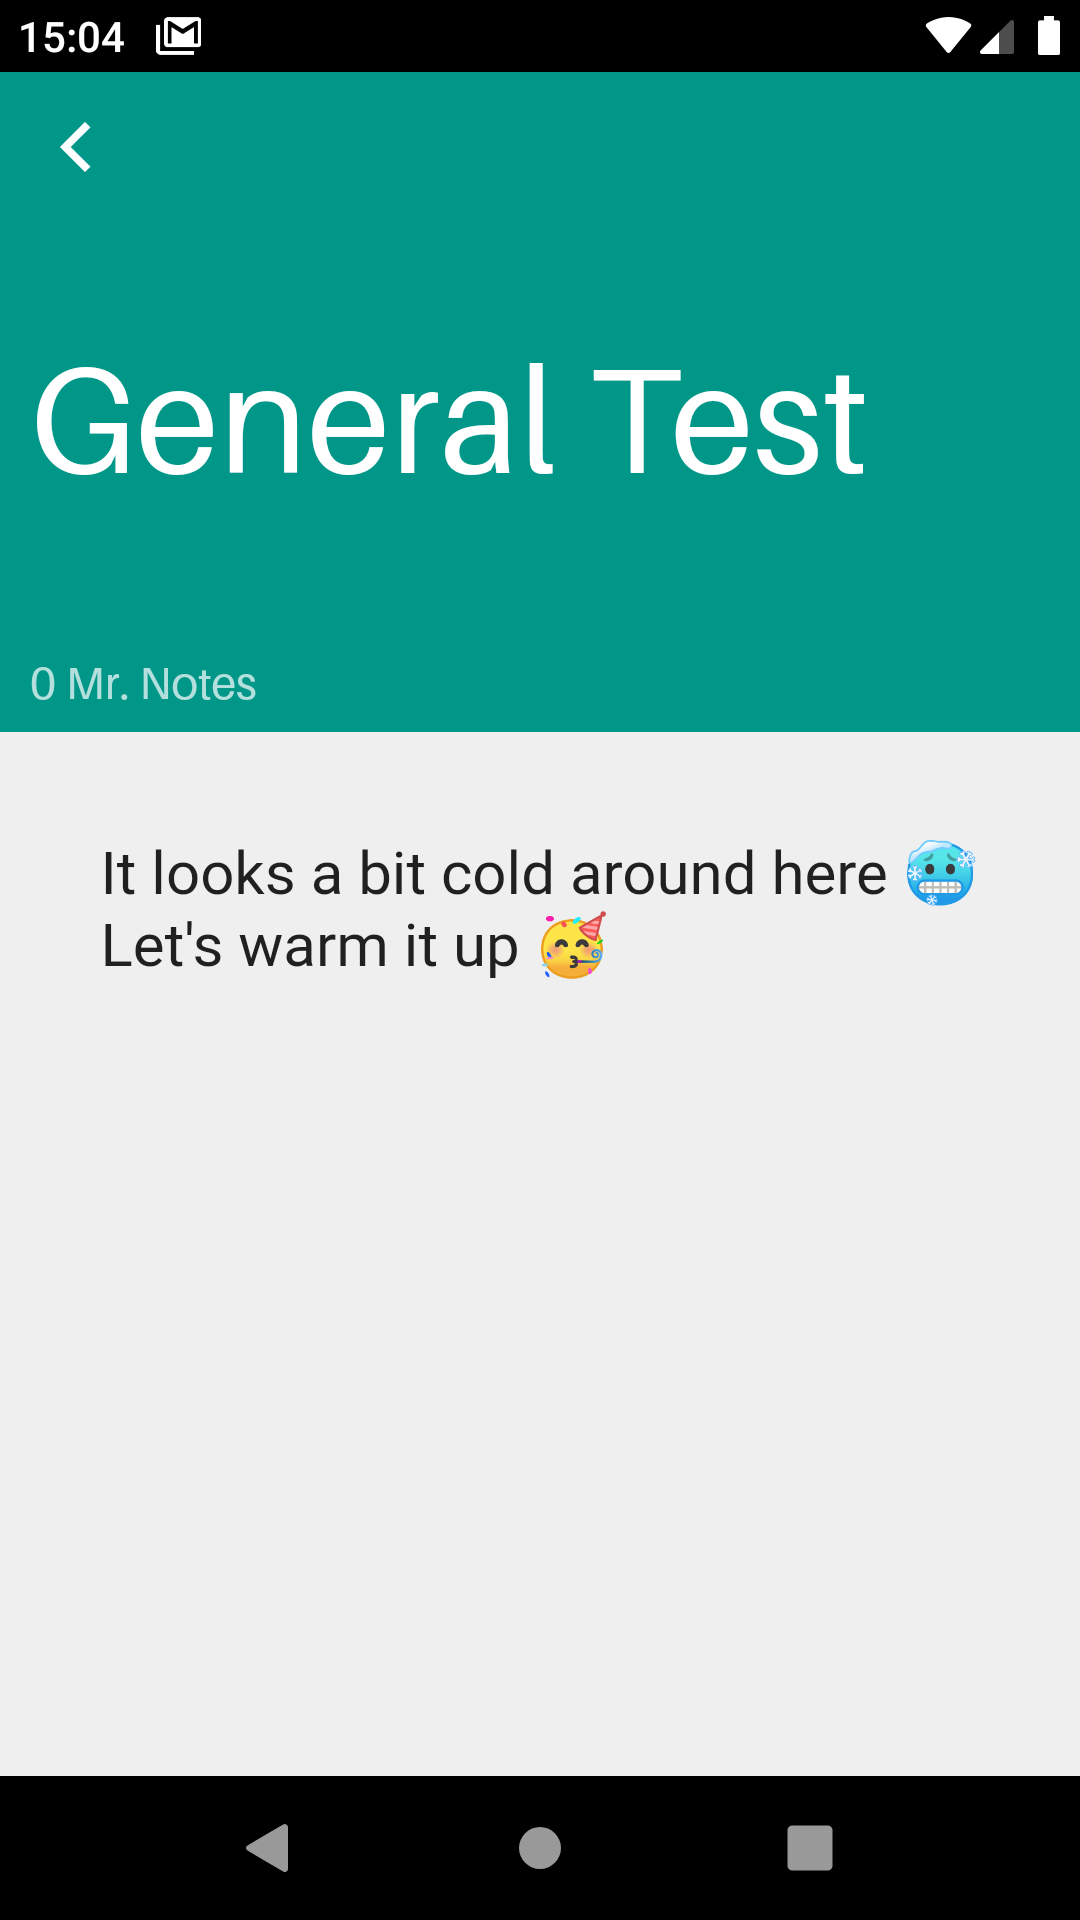 15:04
General Test
0 Mr. Notes
It looks a bit cold around here 🥶
Let's warm it up 🥳